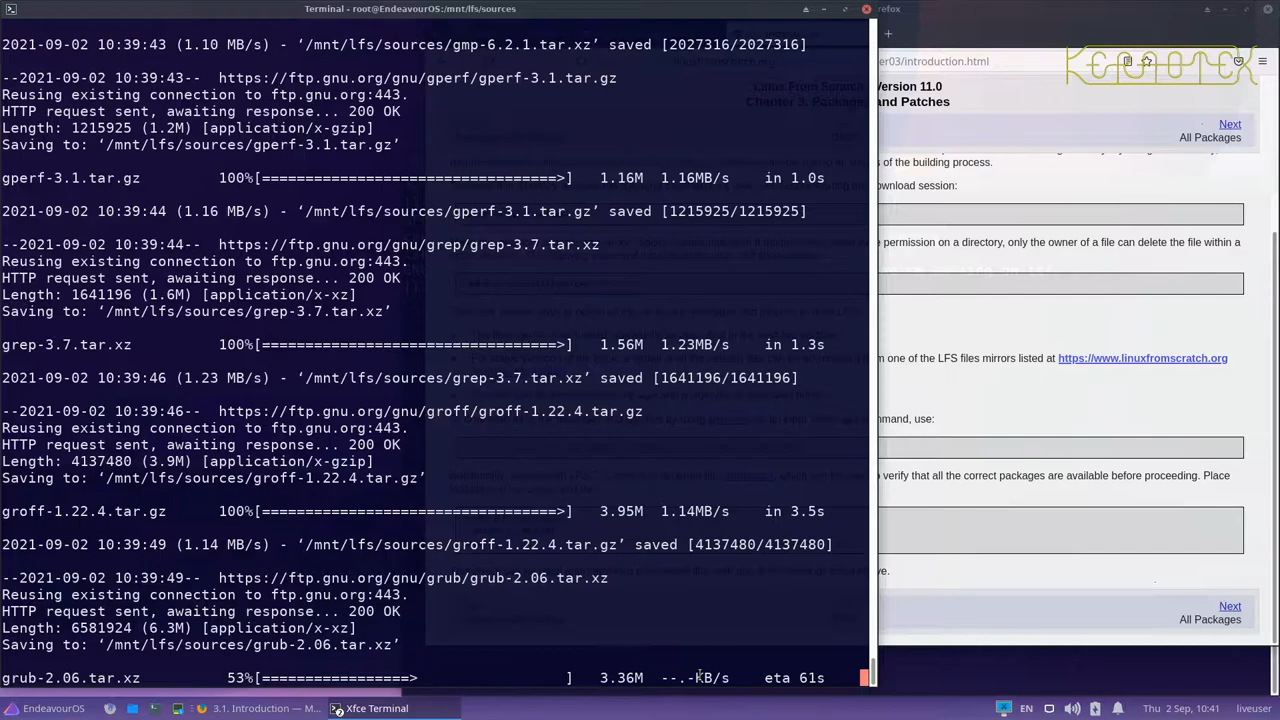 Terminal - root@EndeavourOS:/mnt/lfs/sources
2021-09-02 10:39:43 (1.10 MB/s) - ‘/mnt/lfs/sources/gmp-6.2.1.tar.xz’ saved [2027316/2027316]
--2021-09-02 10:39:43-- https://ftp.gnu.org/gnu/gperf/gperf-3.1.tar.gz
Reusing existing connection to ftp.gnu.org:443.
HTTP request sent, awaiting response... 200 OK
Length: 1215925 (1.2M) [application/x-gzip]
Saving to: ‘/mnt/lfs/sources/gperf-3.1.tar.gz’
gperf-3.1.tar.gz 100%[==================================>] 1.16M 1.16MB/s in 1.0s
2021-09-02 10:39:44 (1.16 MB/s) - ‘/mnt/lfs/sources/gperf-3.1.tar.gz’ saved [1215925/1215925]
--2021-09-02 10:39:44-- https://ftp.gnu.org/gnu/grep/grep-3.7.tar.xz
Reusing existing connection to ftp.gnu.org:443.
HTTP request sent, awaiting response... 200 OK
Length: 1641196 (1.6M) [application/x-xz]
Saving to: ‘/mnt/lfs/sources/grep-3.7.tar.xz’
grep-3.7.tar.xz 100%[==================================>] 1.56M 1.23MB/s in 1.3s
2021-09-02 10:39:46 (1.23 MB/s) - ‘/mnt/lfs/sources/grep-3.7.tar.xz’ saved [1641196/1641196]
--2021-09-02 10:39:46-- https://ftp.gnu.org/gnu/groff/groff-1.22.4.tar.gz
Reusing existing connection to ftp.gnu.org:443.
HTTP request sent, awaiting response... 200 OK
Length: 4137480 (3.9M) [application/x-gzip]
Saving to: ‘/mnt/lfs/sources/groff-1.22.4.tar.gz’
groff-1.22.4.tar.gz 100%[==================================>] 3.95M 1.14MB/s in 3.5s
2021-09-02 10:39:49 (1.14 MB/s) - ‘/mnt/lfs/sources/groff-1.22.4.tar.gz’ saved [4137480/4137480]
--2021-09-02 10:39:49-- https://ftp.gnu.org/gnu/grub/grub-2.06.tar.xz
Reusing existing connection to ftp.gnu.org:443.
HTTP request sent, awaiting response... 200 OK
Length: 6581924 (6.3M) [application/x-xz]
Saving to: ‘/mnt/lfs/sources/grub-2.06.tar.xz’
grub-2.06.tar.xz 53%[=================> ] 3.36M --.-KB/s eta 61s
efox
er03/introduction.html
Linux From Scratch Version 11.0
Chapter 3. Packages and Patches
Next
All Packages
s of the building process.
ownload session:
e permission on a directory, only the owner of a file can delete the file within a
m one of the LFS files mirrors listed at https://www.linuxfromscratch.org
ommand, use:
o verify that all the correct packages are available before proceeding. Place
ve.
Next
All Packages
EndeavourOS
3.1. Introduction - M...
Xfce Terminal
EN
Thu 2 Sep, 10:41
liveuser